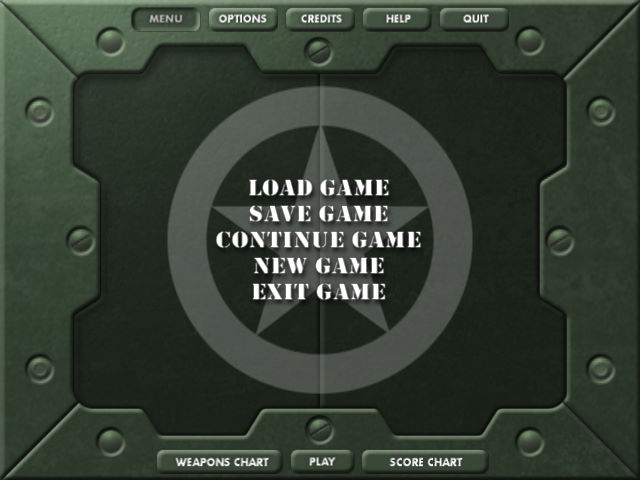 MENU
OPTIONS
CREDITS
HELP
QUIT
LOAD GAME
SAVE GAME
CONTINUE GAME
NEW GAME
EXIT GAME
WEAPONS CHART
PLAY
SCORE CHART